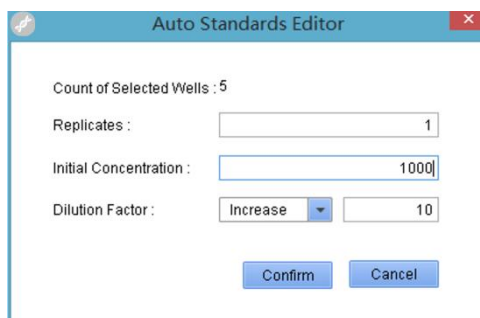 Auto Standards Editor
Count of Selected Wells : 5
Replicates : 1
Initial Concentration : 1000
Dilution Factor : Increase 10
Confirm Cancel